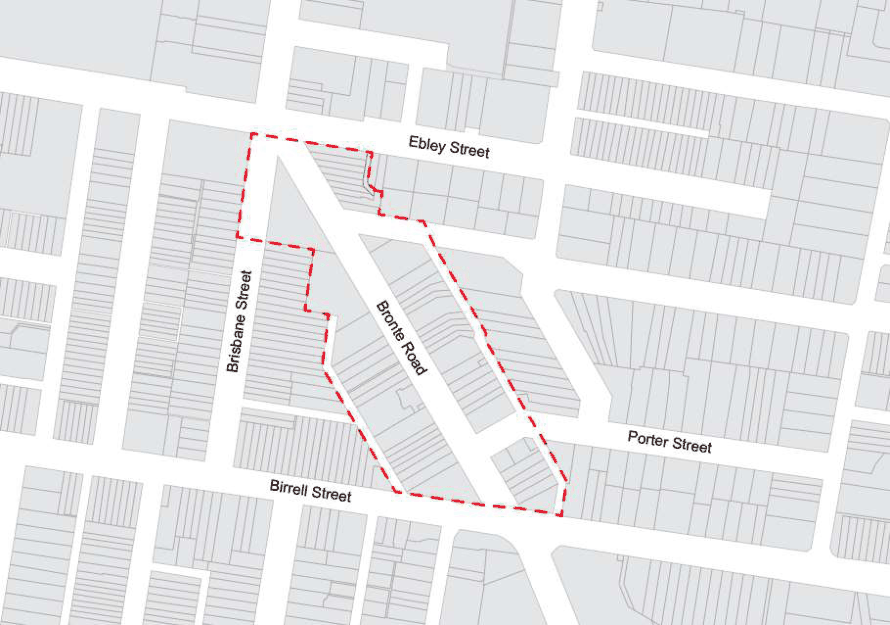 Ebley Street
Brisbane Street
Bronte Road
Porter Street
Birrell Street